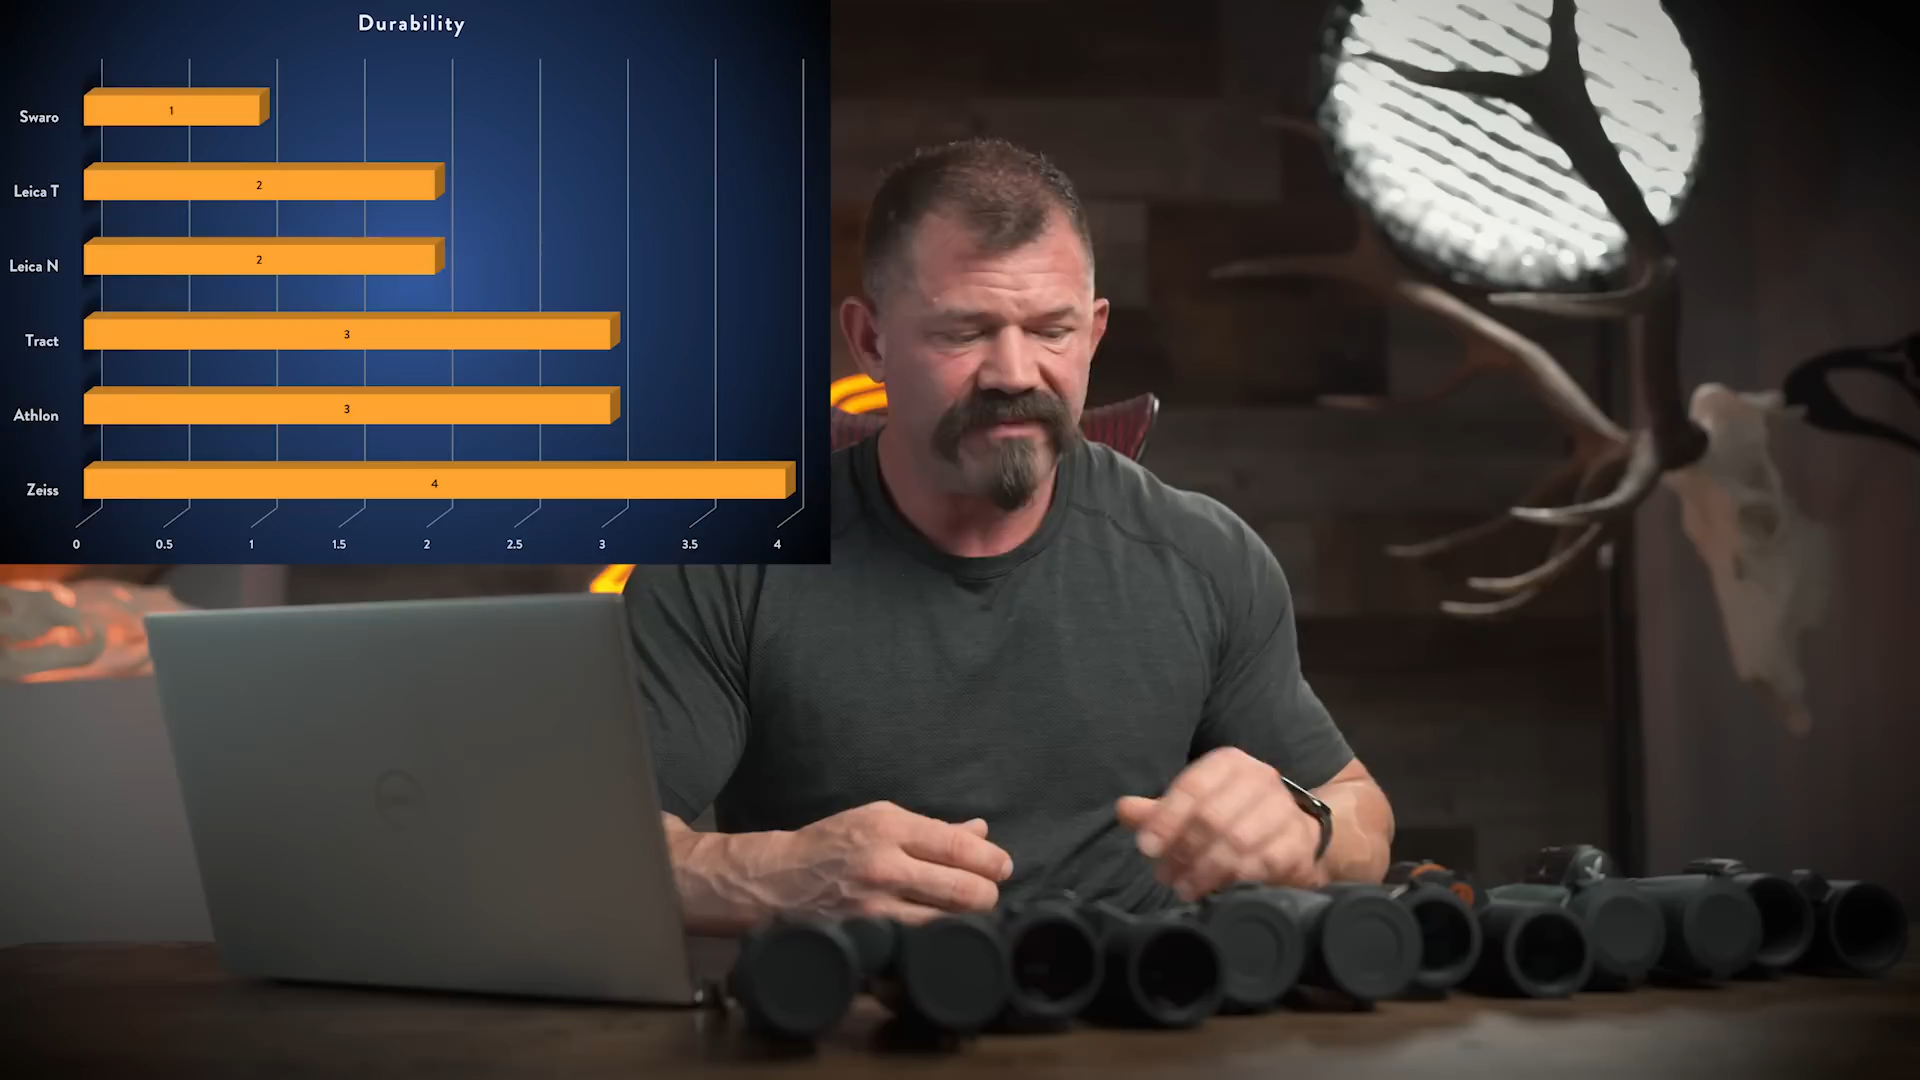 Durability
Swaro 1
Leica T 2
Leica N 2
Tract 3
Athlon 3
Zeiss 4
0 0.5 1 1.5 2 2.5 3 3.5 4